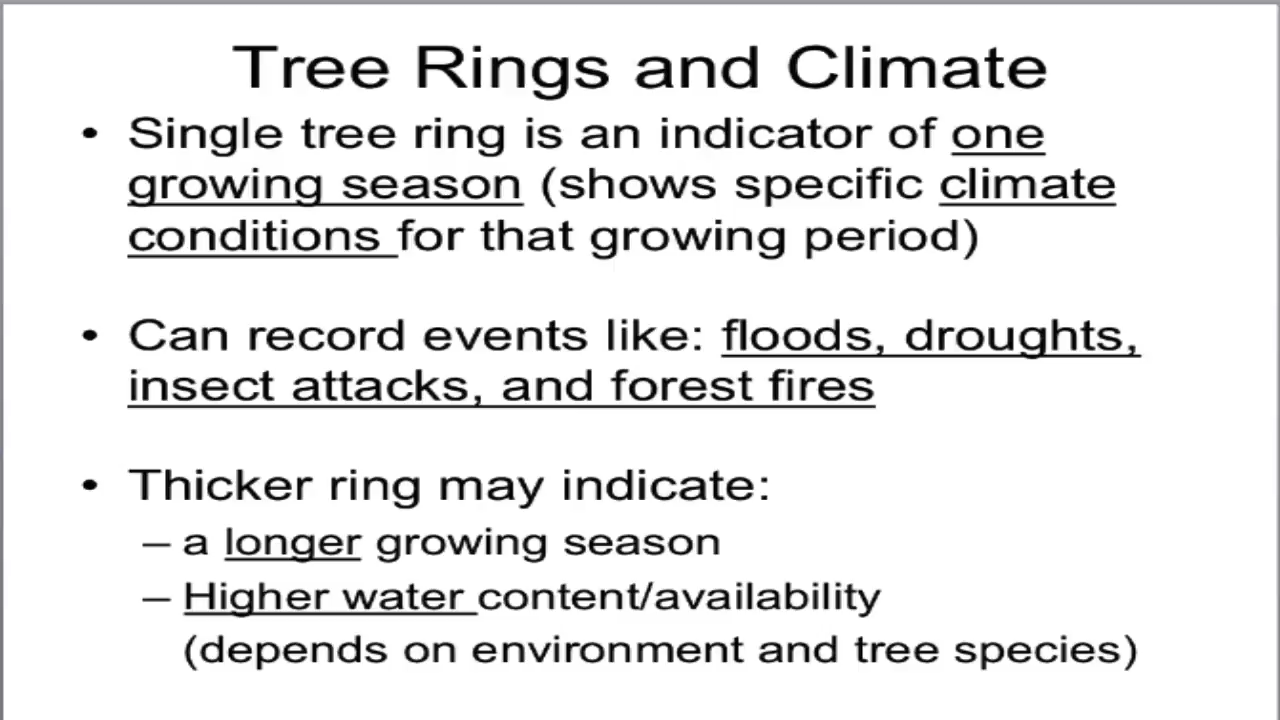 Tree Rings and Climate
• Single tree ring is an indicator of one
growing season (shows specific climate
conditions for that growing period)
• Can record events like: floods, droughts,
insect attacks, and forest fires
• Thicker ring may indicate:
– a longer growing season
– Higher water content/availability
(depends on environment and tree species)